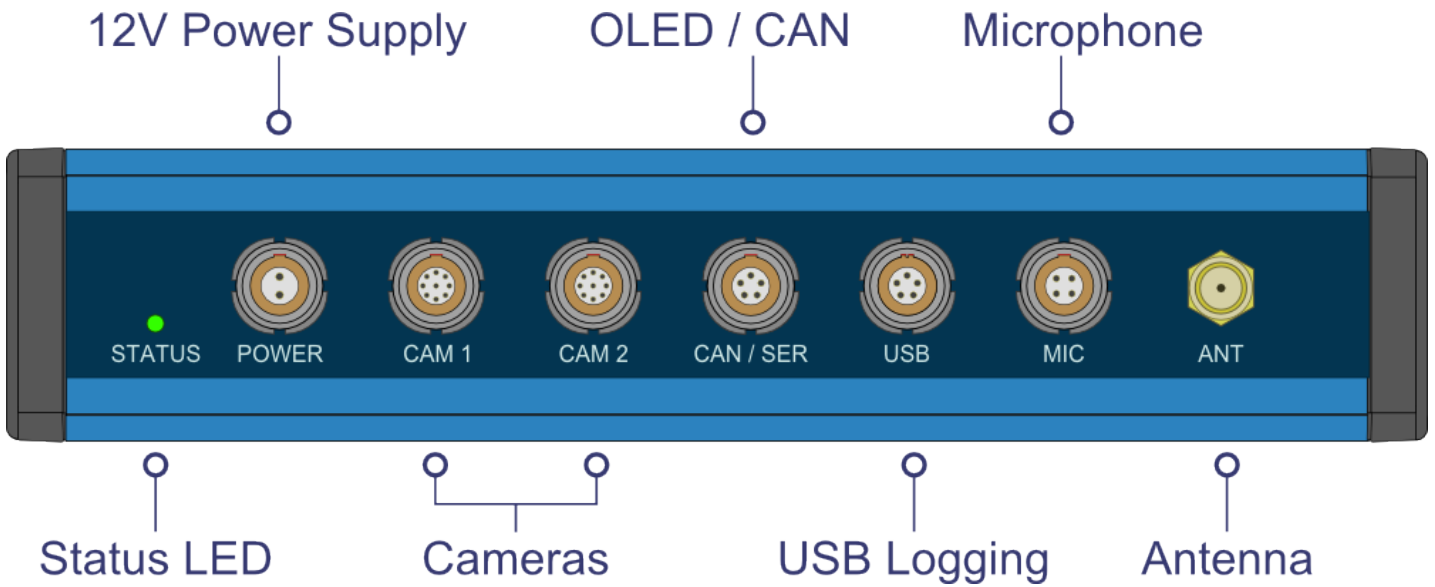 12V Power Supply
OLED / CAN
Microphone
STATUS
POWER
CAM 1
CAM 2
CAN / SER
USB
MIC
ANT
Status LED
Cameras
USB Logging
Antenna